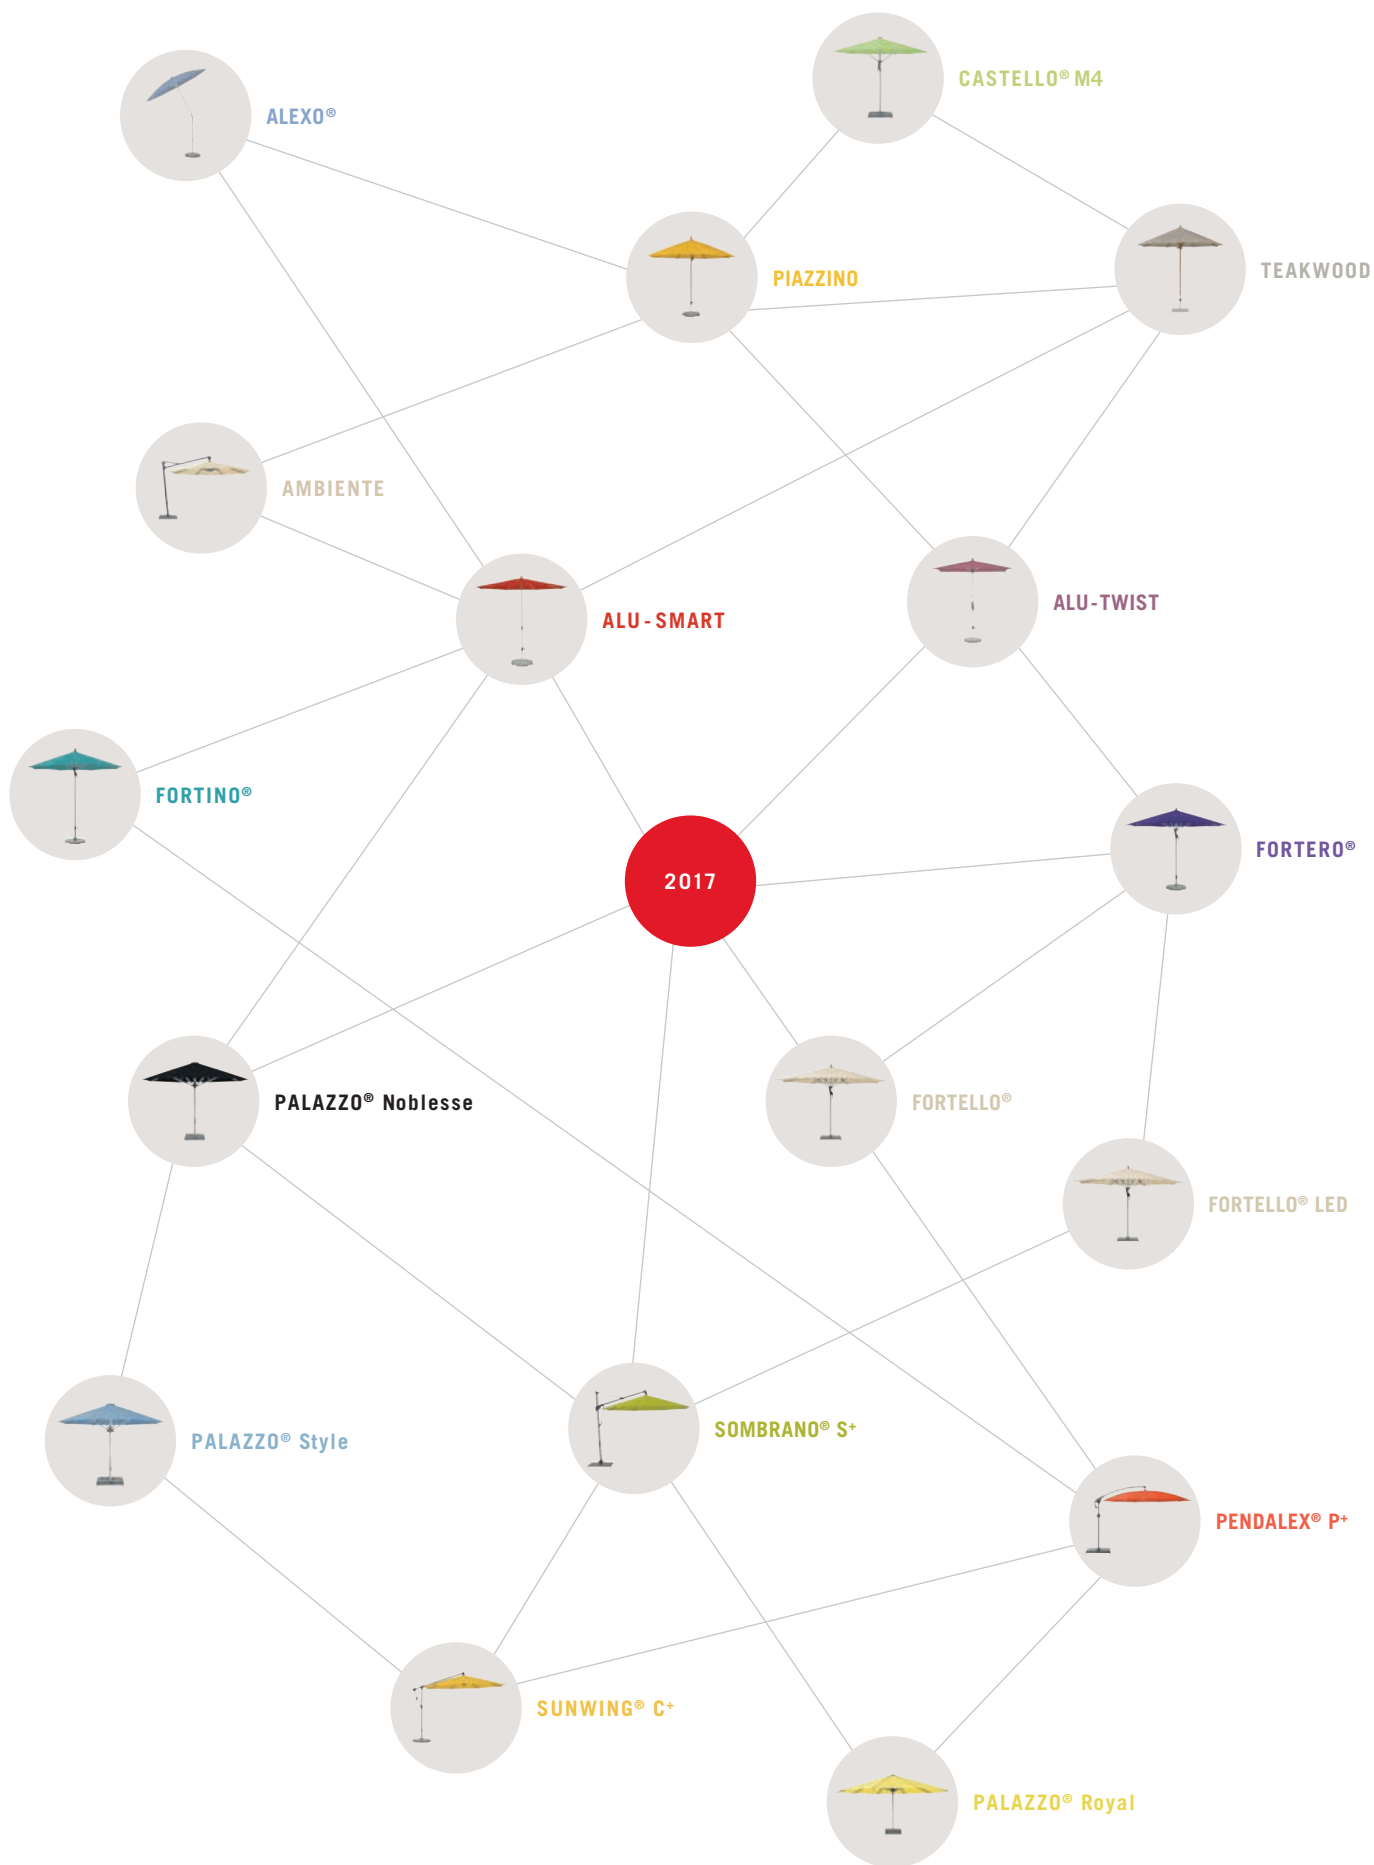 CASTELLO® M4
ALEXO®
TEAKWOOD
PIAZZINO
AMBIENTE
ALU-TWIST
ALU-SMART
FORTINO®
FORTERO®
2017
PALAZZO® Noblesse
FORTELLO®
FORTELLO® LED
SOMBRANO® S+
PALAZZO® Style
PENDALEX® P+
SUNWING® C+
PALAZZO® Royal